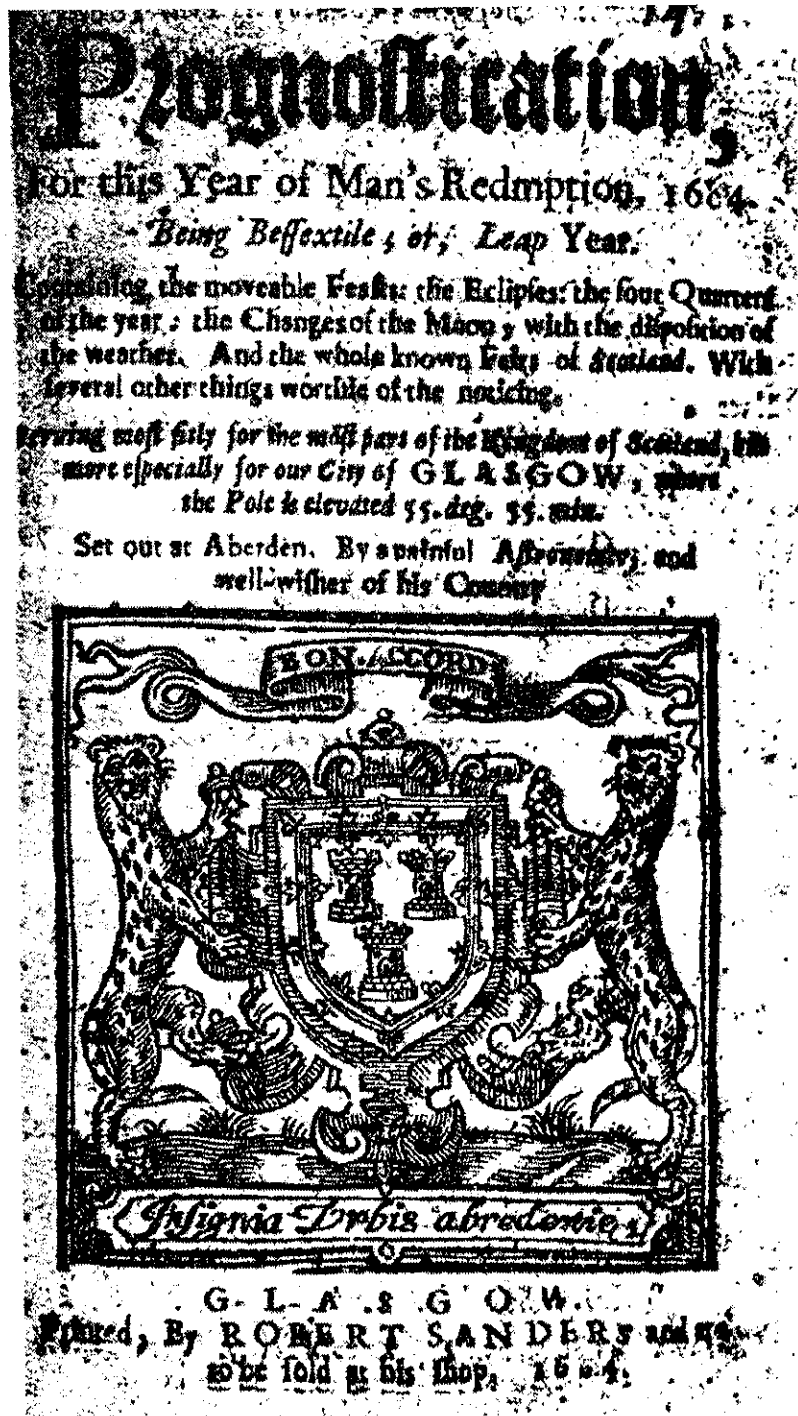 Prognoſtication,
For this Year of Man's Redmption, 1664.
Being Beſſextile ; or, Leap Year.
Containing the moveable Feaſts: the Eclipſes: the four Quarters
of the year : the Changes of the Moon, with the diſpoſition of
the weather. And the whole known Fairs of Scotland. With
ſeveral other things worthie of the noticing.
ſerving moſt fitly for the moſt part of the Kingdom of Scotland, but
more eſpecially for our City of GLASGOW, where
the Pole is elevated 55. deg. 55. min.
Set out at Aberden. By a painful Aſtronomer, and
well-wiſher of his Country
BON. ACCORD
Inſignia Urbis abredonie,
GLASGOW.
Printed, By ROBERT SANDERS and are
to be ſold at his ſhop, 1664.